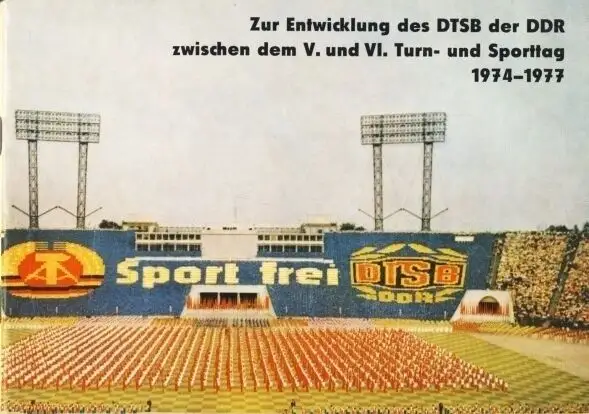 Zur Entwicklung des DTSB der DDR
zwischen dem V. und VI. Turn- und Sporttag
1974–1977
Sport frei
DTSB
DDR